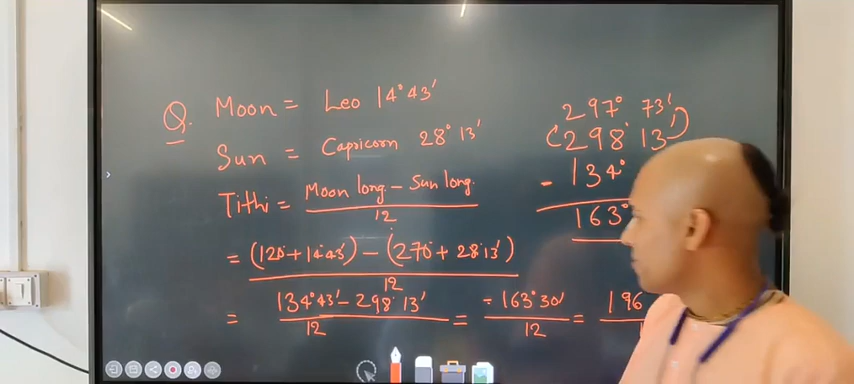 Q. Moon = Leo 14° 43'
Sun = Capricorn 28° 13'
Tithi = Moon long. - Sun long. / 12
= (120° + 14°43') - (270° + 28°13') / 12
= 134° 43' - 298° 13' / 12 = -163° 30' / 12 = 196
297° 73'
298° 13'
- 134°
163°